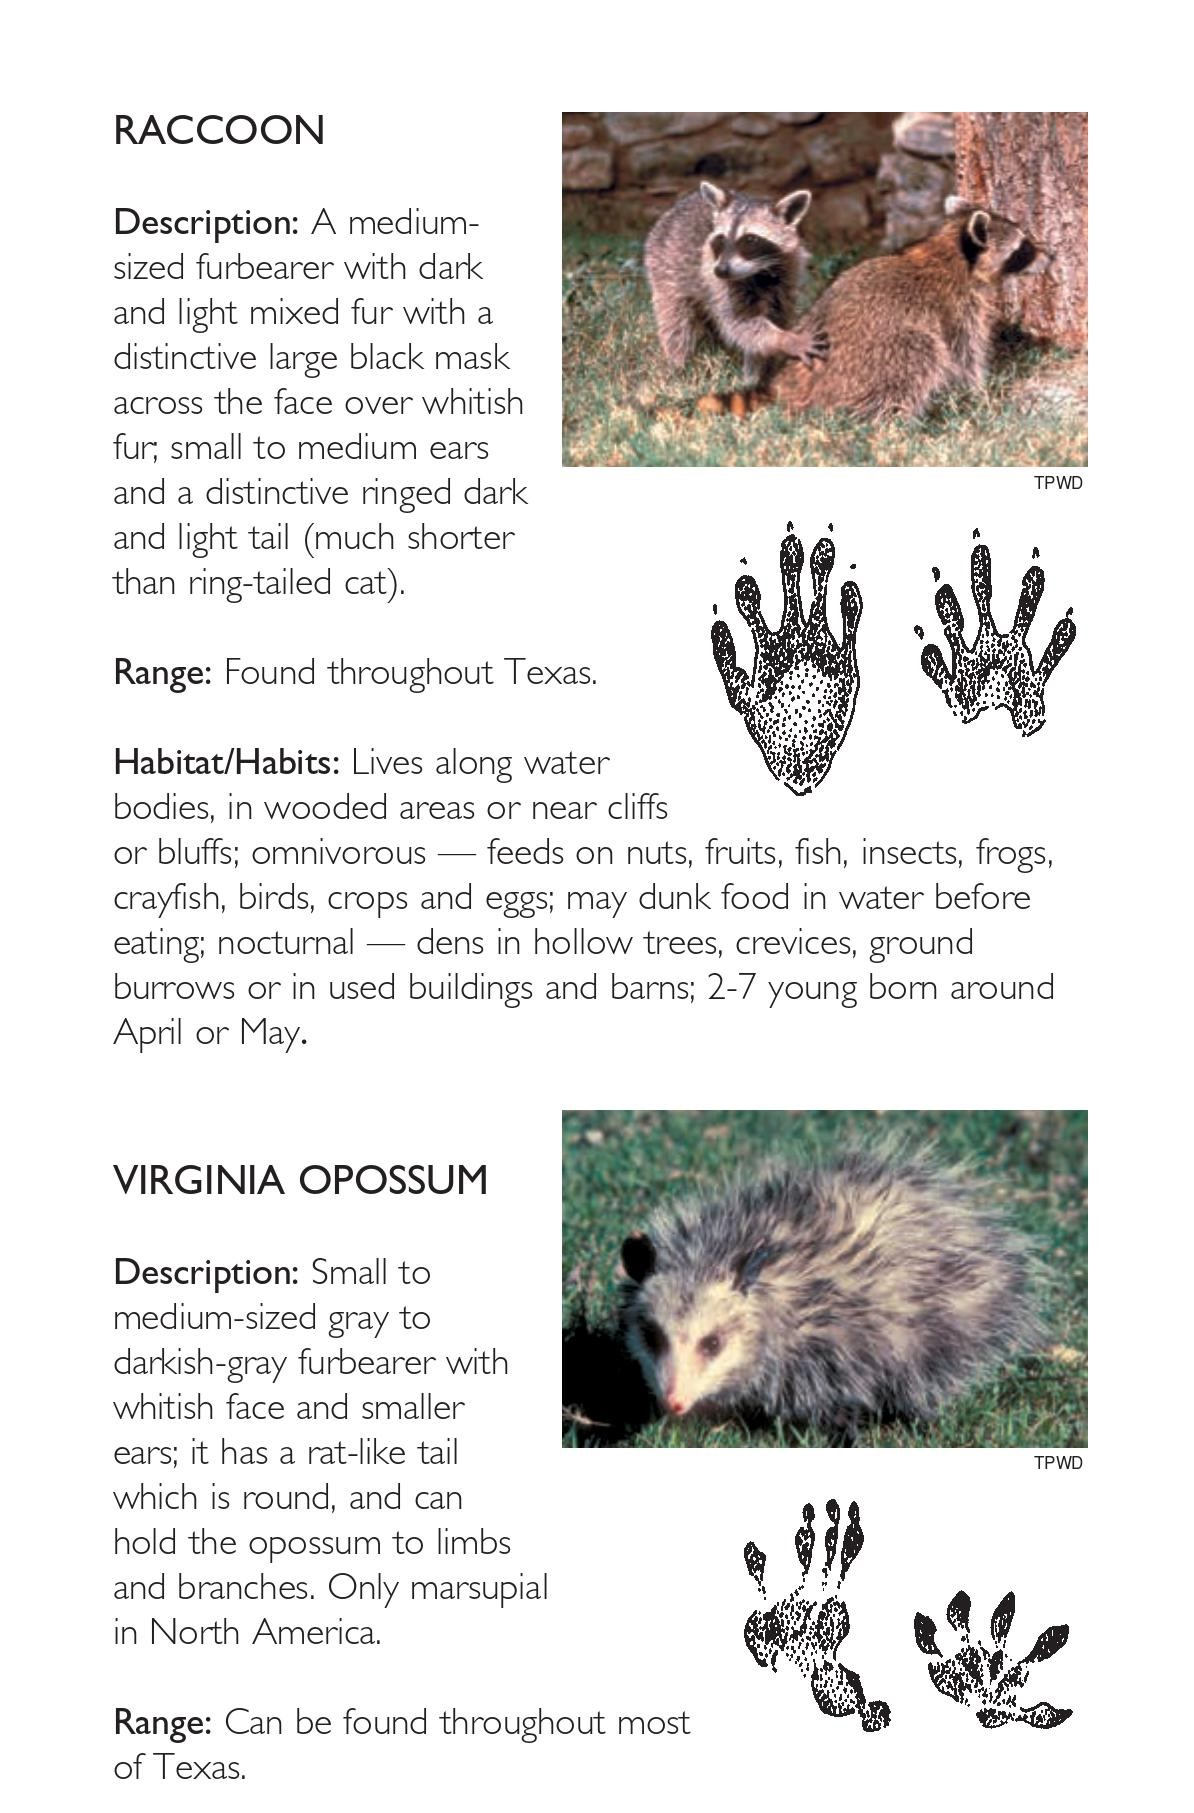 RACCOON
Description: A medium-
sized furbearer with dark
and light mixed fur with a
distinctive large black mask
across the face over whitish
fur; small to medium ears
and a distinctive ringed dark
and light tail (much shorter
than ring-tailed cat).
TPWD
Range: Found throughout Texas.
Habitat/Habits: Lives along water
bodies, in wooded areas or near cliffs
or bluffs; omnivorous — feeds on nuts, fruits, fish, insects, frogs,
crayfish, birds, crops and eggs; may dunk food in water before
eating; nocturnal — dens in hollow trees, crevices, ground
burrows or in used buildings and barns; 2-7 young born around
April or May.
VIRGINIA OPOSSUM
Description: Small to
medium-sized gray to
darkish-gray furbearer with
whitish face and smaller
ears; it has a rat-like tail
which is round, and can
hold the opossum to limbs
and branches. Only marsupial
in North America.
TPWD
Range: Can be found throughout most
of Texas.